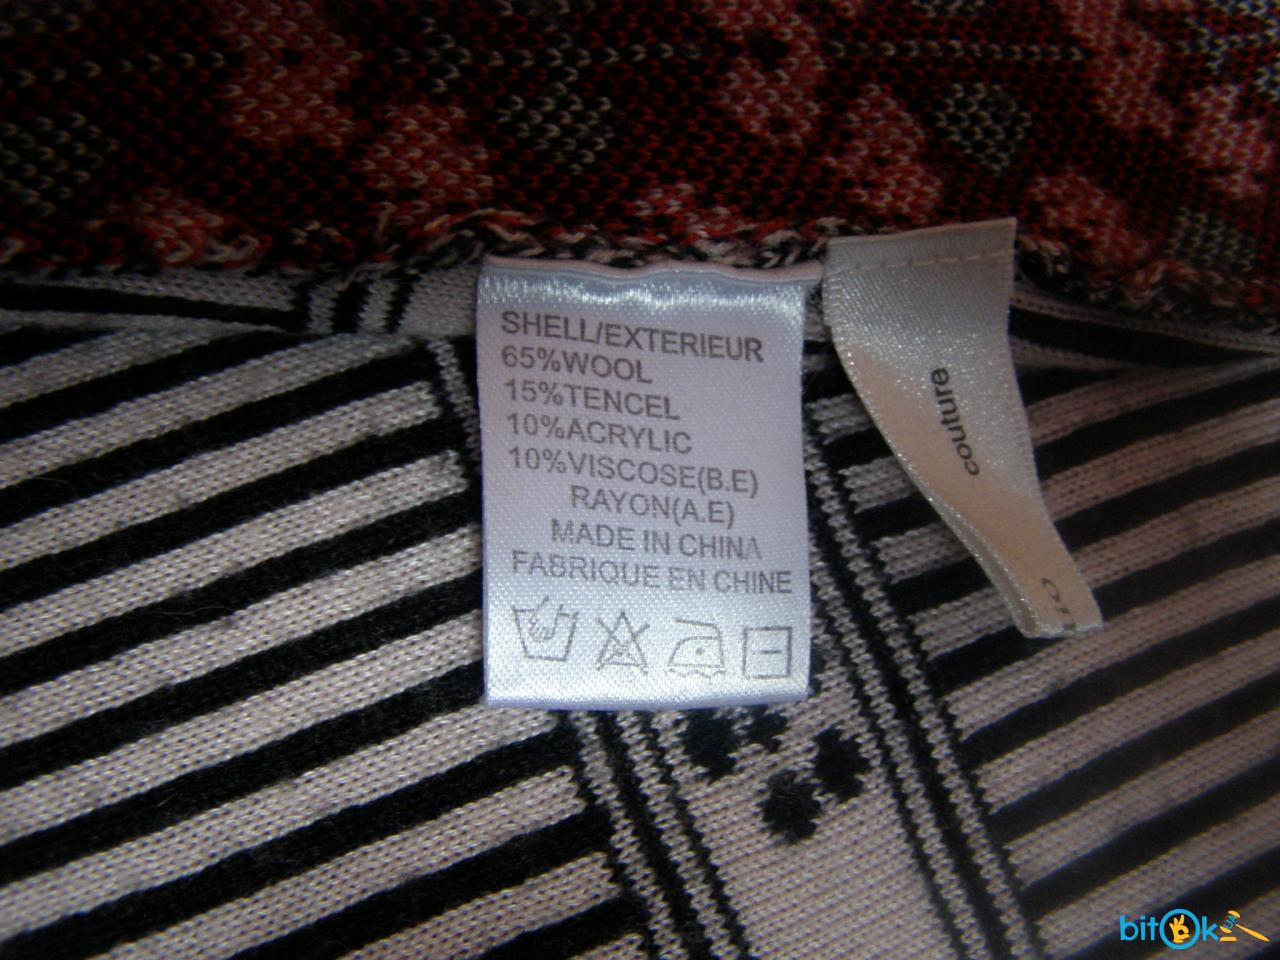 SHELL/EXTERIEUR
65%WOOL
15%TENCEL
10%ACRYLIC
10%VISCOSE(B.E)
RAYON(A.E)
MADE IN CHINA
FABRIQUE EN CHINE
couture
bitOk